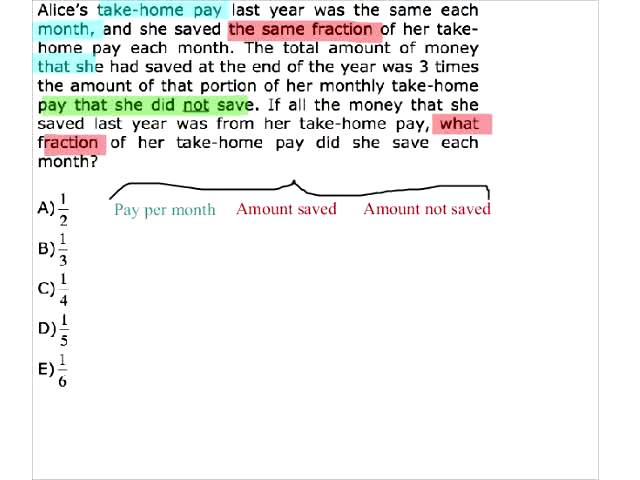 Alice's take-home pay last year was the same each
month, and she saved the same fraction of her take-
home pay each month. The total amount of money
that she had saved at the end of the year was 3 times
the amount of that portion of her monthly take-home
pay that she did not save. If all the money that she
saved last year was from her take-home pay, what
fraction of her take-home pay did she save each
month?
A) 1/2
Pay per month Amount saved Amount not saved
B) 1/3
C) 1/4
D) 1/5
E) 1/6